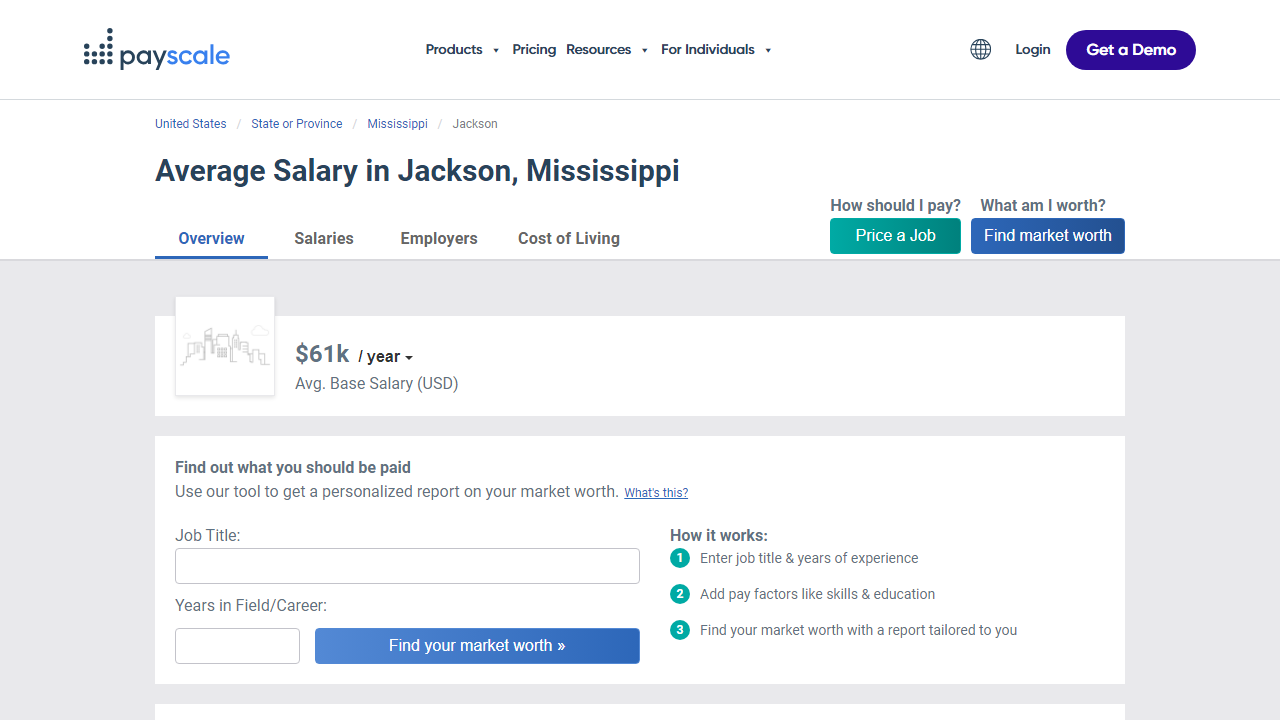 payscale
Products Pricing Resources For Individuals
Login
Get a Demo
United States / State or Province / Mississippi / Jackson
Average Salary in Jackson, Mississippi
How should I pay? What am I worth?
Overview Salaries Employers Cost of Living
Price a Job Find market worth
$61k / year
Avg. Base Salary (USD)
Find out what you should be paid
Use our tool to get a personalized report on your market worth. What's this?
Job Title:
Years in Field/Career:
Find your market worth »
How it works:
1 Enter job title & years of experience
2 Add pay factors like skills & education
3 Find your market worth with a report tailored to you